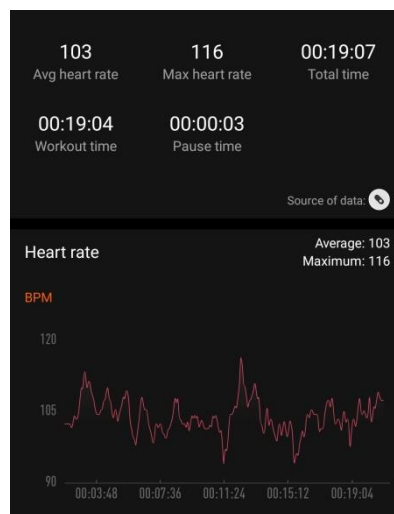 103 116 00:19:07
Avg heart rate Max heart rate Total time
00:19:04 00:00:03
Workout time Pause time
Source of data:
Heart rate Average: 103
Maximum: 116
BPM
120
105
90
00:03:48 00:07:36 00:11:24 00:15:12 00:19:04